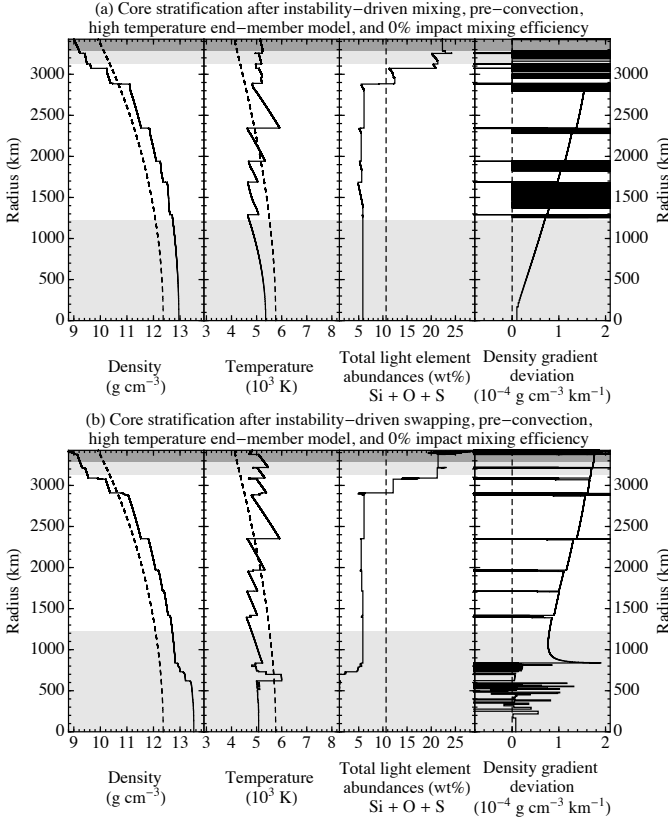 (a) Core stratification after instability−driven mixing, pre−convection,
high temperature end−member model, and 0% impact mixing efficiency
3000
2500
2000
1500
1000
500
0
Radius (km)
3000
2500
2000
1500
1000
500
0
Radius (km)
9 10 11 12 13
3 4 5 6 7 8
5 10 15 20 25
0 1 2
Density
(g cm−3)
Temperature
(10³ K)
Total light element
abundances (wt%)
Si + O + S
Density gradient
deviation
(10−4 g cm−3 km−1)
(b) Core stratification after instability−driven swapping, pre−convection,
high temperature end−member model, and 0% impact mixing efficiency
3000
2500
2000
1500
1000
500
0
Radius (km)
3000
2500
2000
1500
1000
500
0
Radius (km)
9 10 11 12 13
3 4 5 6 7 8
5 10 15 20 25
0 1 2
Density
(g cm−3)
Temperature
(10³ K)
Total light element
abundances (wt%)
Si + O + S
Density gradient
deviation
(10−4 g cm−3 km−1)